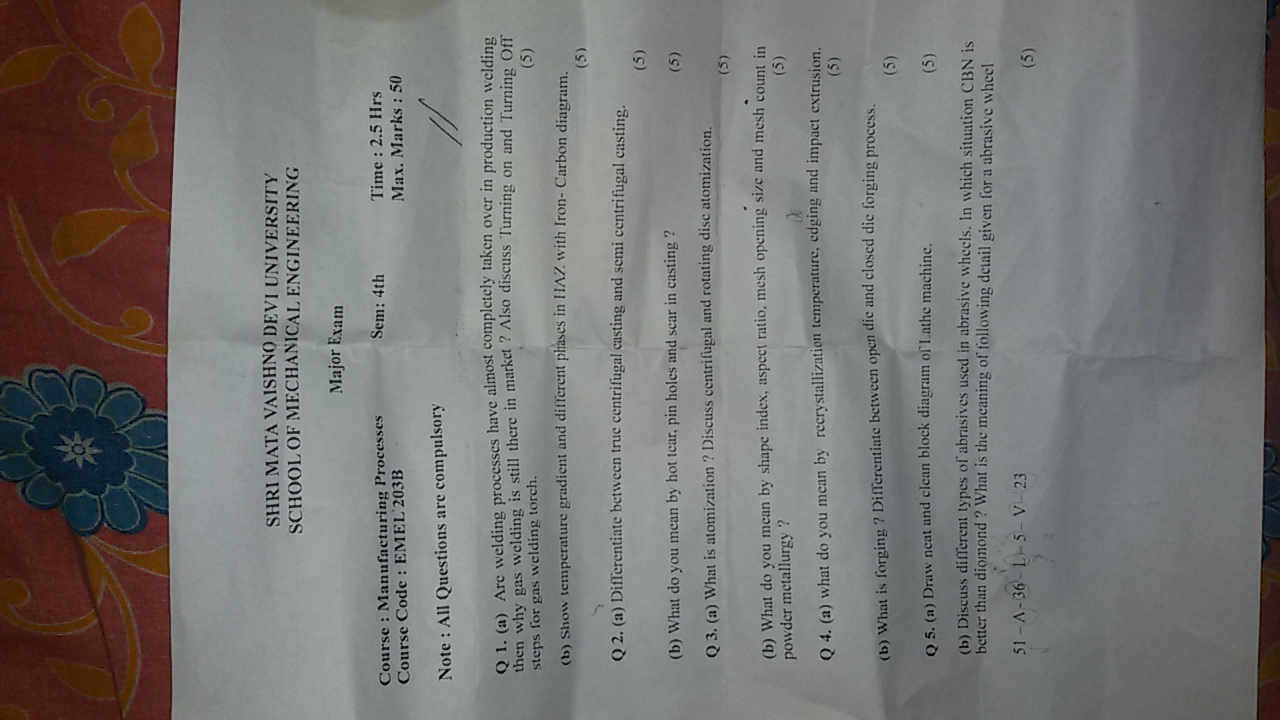 SHRI MATA VAISHNO DEVI UNIVERSITY
SCHOOL OF MECHANICAL ENGINEERING
Major Exam
Course : Manufacturing Processes Sem: 4th Time : 2.5 Hrs
Course Code : EMEL 203B Max. Marks : 50
Note : All Questions are compulsory
Q 1. (a) Arc welding processes have almost completely taken over in production welding
then why gas welding is still there in market ? Also discuss Turning on and Turning Off
steps for gas welding torch. (5)
(b) Show temperature gradient and different phases in HAZ with Iron- Carbon diagram.
(5)
Q 2. (a) Differentiate between true centrifugal casting and semi centrifugal casting.
(5)
(b) What do you mean by hot tear, pin holes and scar in casting ? (5)
Q 3. (a) What is atomization ? Discuss centrifugal and rotating disc atomization.
(5)
(b) What do you mean by shape index, aspect ratio, mesh opening size and mesh count in
powder metallurgy ? (5)
Q 4. (a) what do you mean by recrystallization temperature, edging and impact extrusion.
(5)
(b) What is forging ? Differentiate between open die and closed die forging process.
(5)
Q 5. (a) Draw neat and clean block diagram of Lathe machine. (5)
(b) Discuss different types of abrasives used in abrasive wheels. In which situation CBN is
better than diomond ? What is the meaning of following detail given for a abrasive wheel
51 – A - 36 – L – 5 – V – 23 (5)